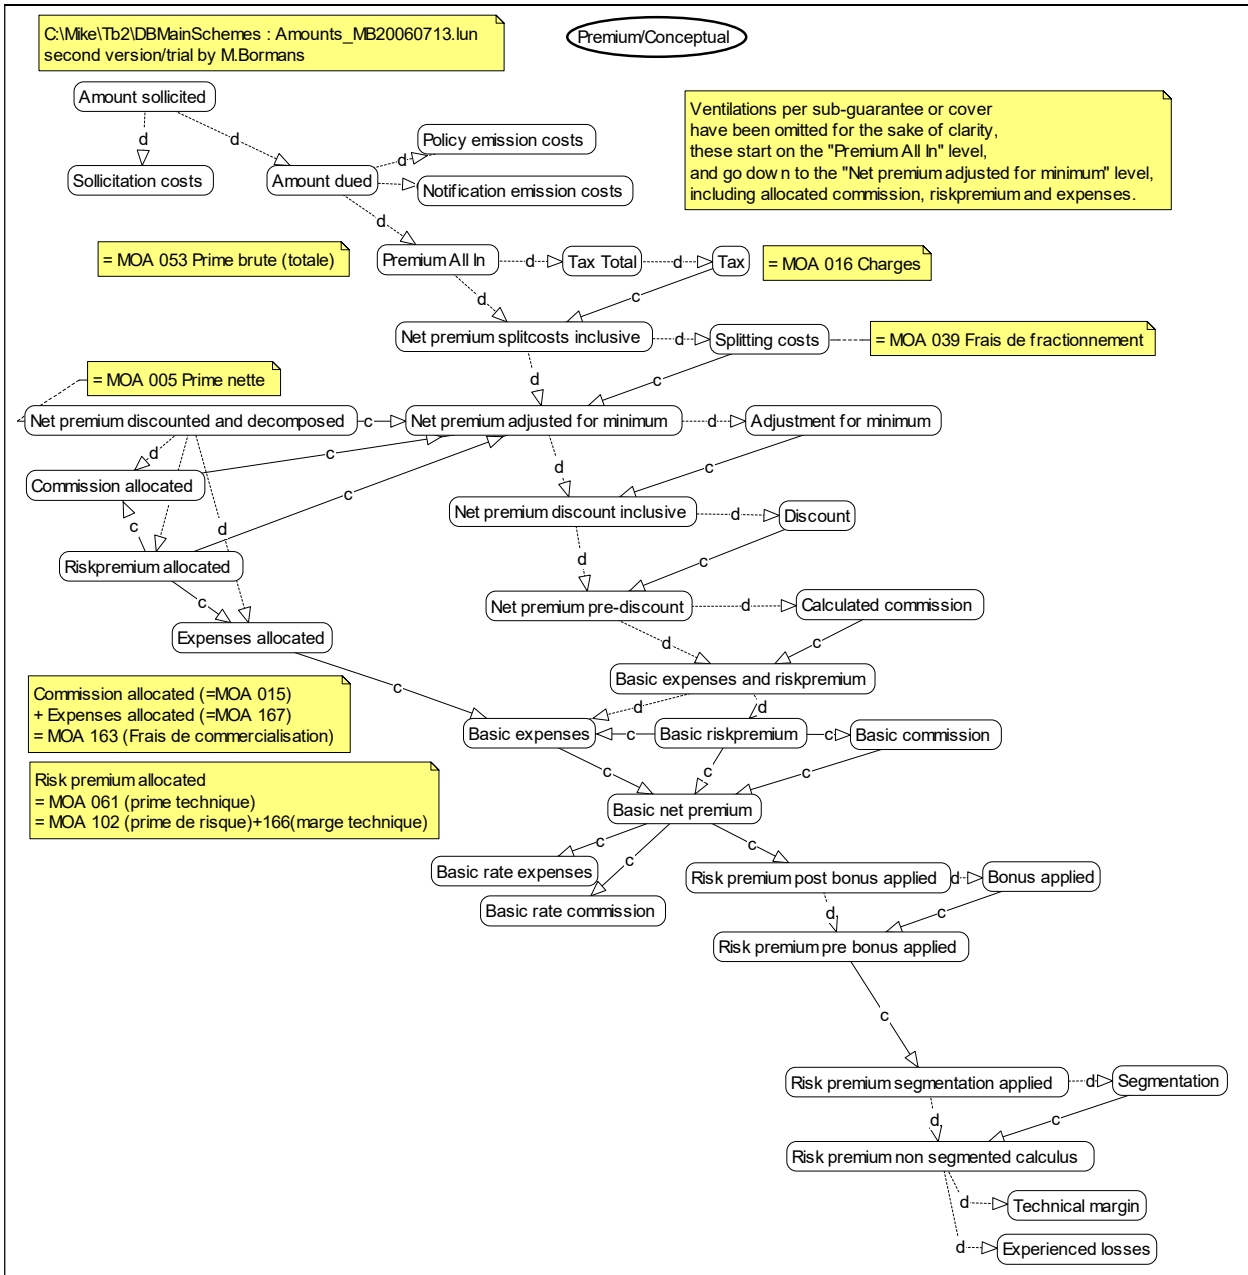 C:\Mike\Tb2\DBMainSchemes : Amounts_MB20060713.lun
second version/trial by M.Bormans
Premium/Conceptual
Amount sollicited
Ventilations per sub-guarantee or cover
have been omitted for the sake of clarity,
these start on the "Premium All In" level,
and go down to the "Net premium adjusted for minimum" level,
including allocated commission, riskpremium and expenses.
d
d
Policy emission costs
d
Sollicitation costs
Amount dued
d
Notification emission costs
d
= MOA 053 Prime brute (totale)
Premium All In
d
Tax Total
d
Tax
= MOA 016 Charges
d
c
Net premium splitcosts inclusive
d
Splitting costs
= MOA 039 Frais de fractionnement
= MOA 005 Prime nette
d
c
Net premium discounted and decomposed
c
Net premium adjusted for minimum
d
Adjustment for minimum
d
c
d
c
Commission allocated
c
Net premium discount inclusive
d
Discount
c
d
d
c
Riskpremium allocated
c
Net premium pre-discount
d
Calculated commission
Expenses allocated
d
c
Basic expenses and riskpremium
c
d
d
Commission allocated (=MOA 015)
+ Expenses allocated (=MOA 167)
= MOA 163 (Frais de commercialisation)
Basic expenses
c
Basic riskpremium
c
Basic commission
c
c
c
Risk premium allocated
= MOA 061 (prime technique)
= MOA 102 (prime de risque)+166(marge technique)
Basic net premium
c
c
c
Basic rate expenses
Risk premium post bonus applied
d
Bonus applied
Basic rate commission
d
c
Risk premium pre bonus applied
c
Risk premium segmentation applied
d
Segmentation
d
c
Risk premium non segmented calculus
d
Technical margin
d
Experienced losses